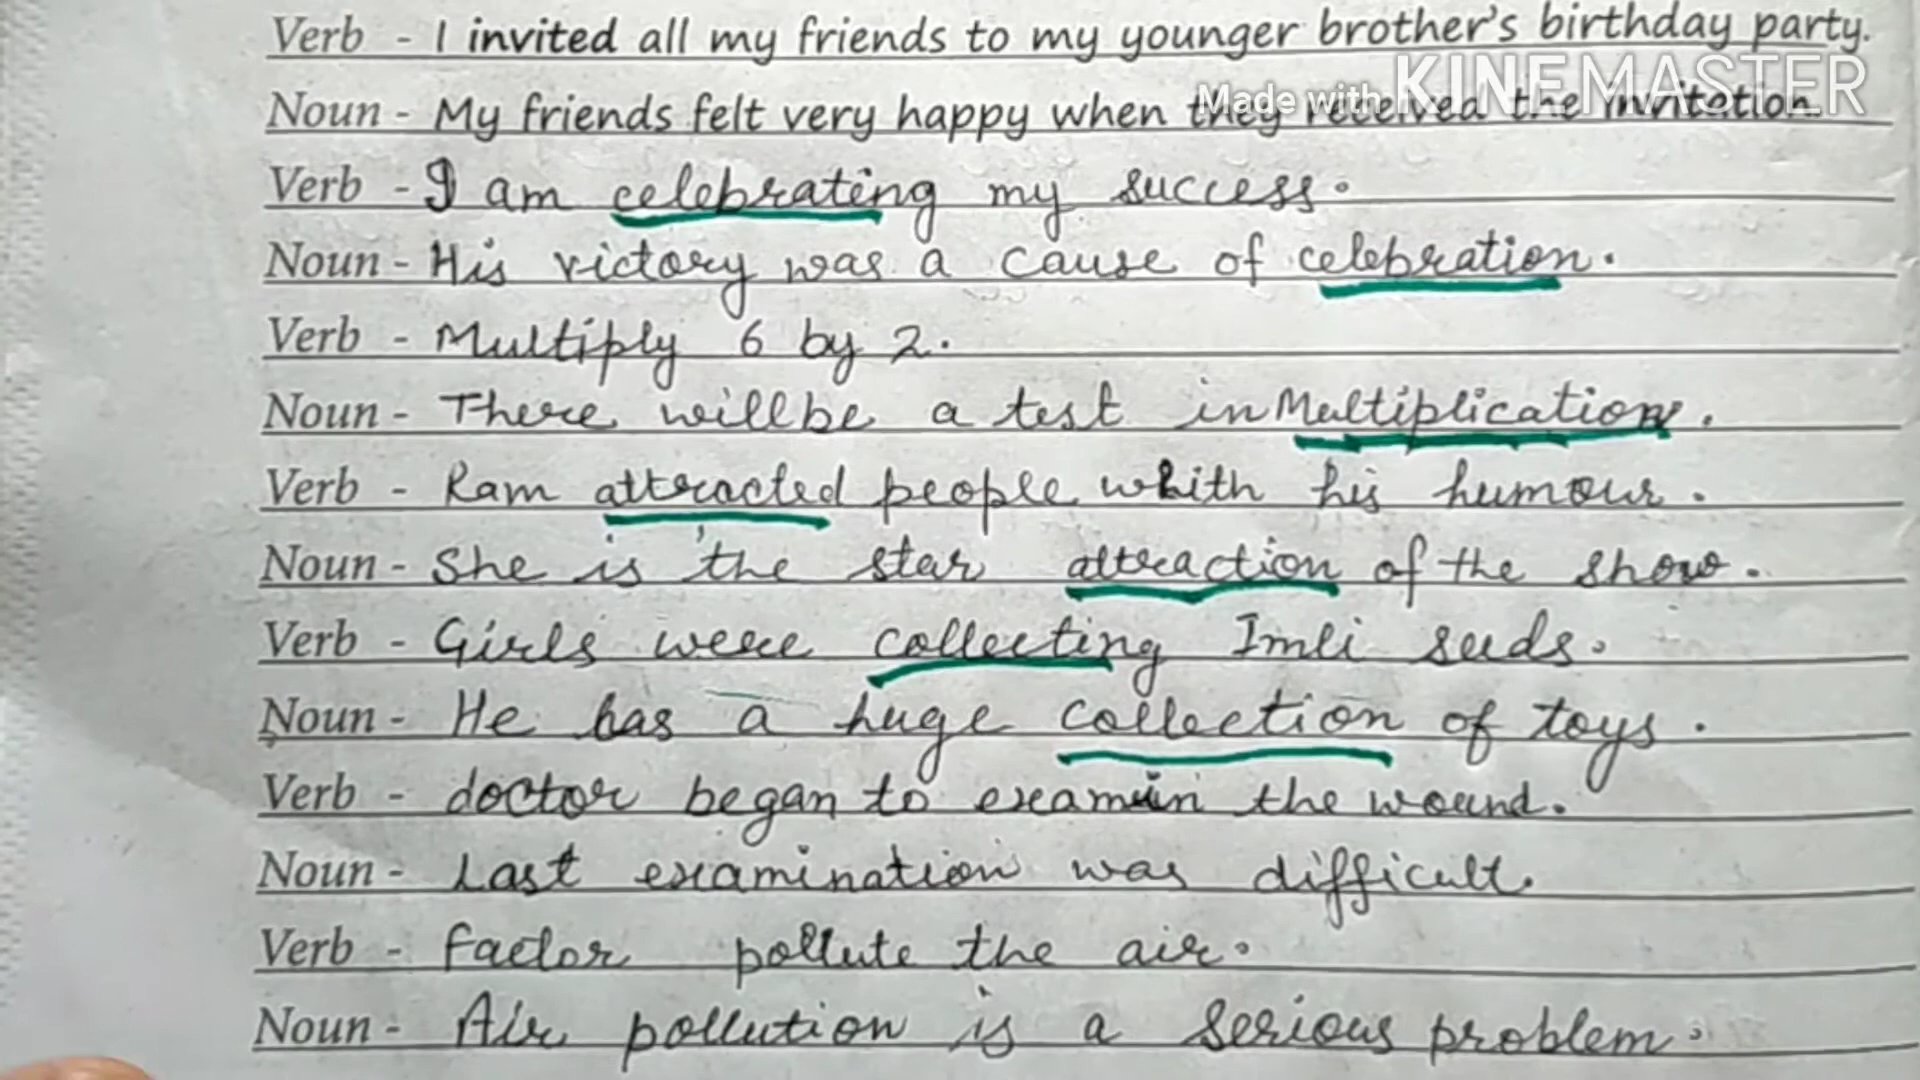 Verb - I invited all my friends to my younger brother's birthday party.
Made with KINEMASTER
Noun - My friends felt very happy when they received the invitation.
Verb - I am celebrating my success.
Noun - His victory was a cause of celebration.
Verb - Multiply 6 by 2.
Noun - There will be a test in Multiplication.
Verb - Ram attracted people whith his humour.
Noun - She is the star attraction of the show.
Verb - Girls were collecting Imli seeds.
Noun - He has a huge collection of toys.
Verb - doctor began to examin the wound.
Noun - Last examination was difficult.
Verb - Factor pollute the air.
Noun - Air pollution is a serious problem.